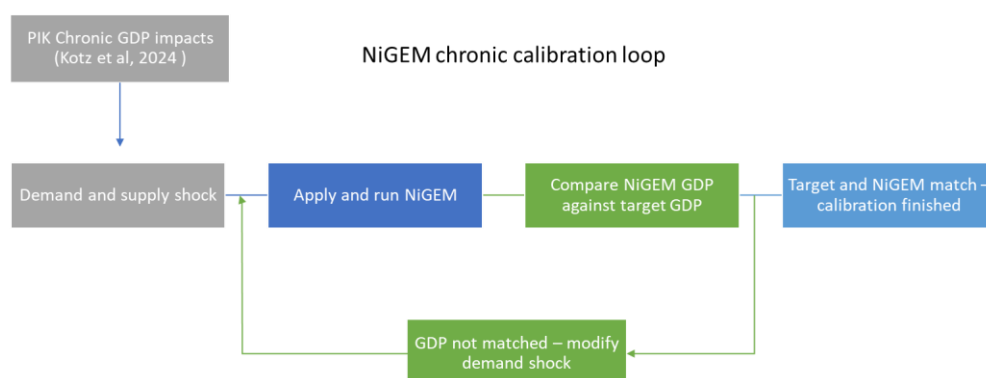 PIK Chronic GDP impacts
(Kotz et al, 2024 )
NiGEM chronic calibration loop
Demand and supply shock
Apply and run NiGEM
Compare NiGEM GDP
against target GDP
Target and NiGEM match –
calibration finished
GDP not matched – modify
demand shock